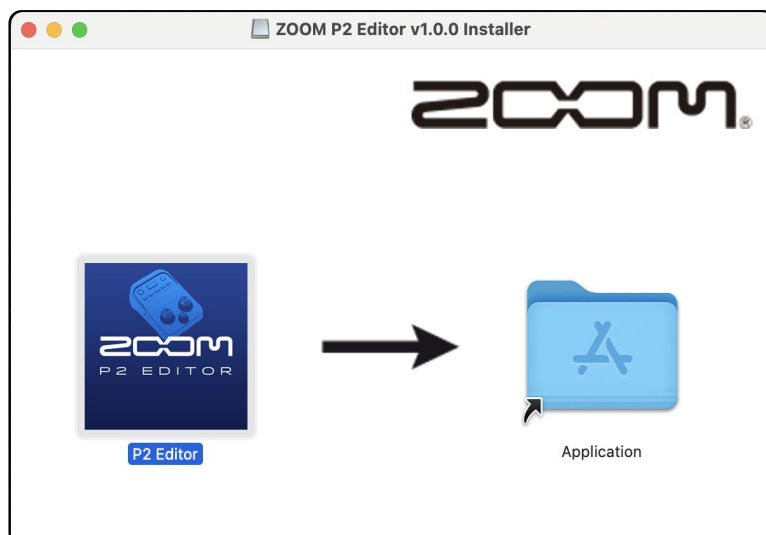 ZOOM P2 Editor v1.0.0 Installer
ZOOM®
ZOOM
P2 EDITOR
P2 Editor
Application